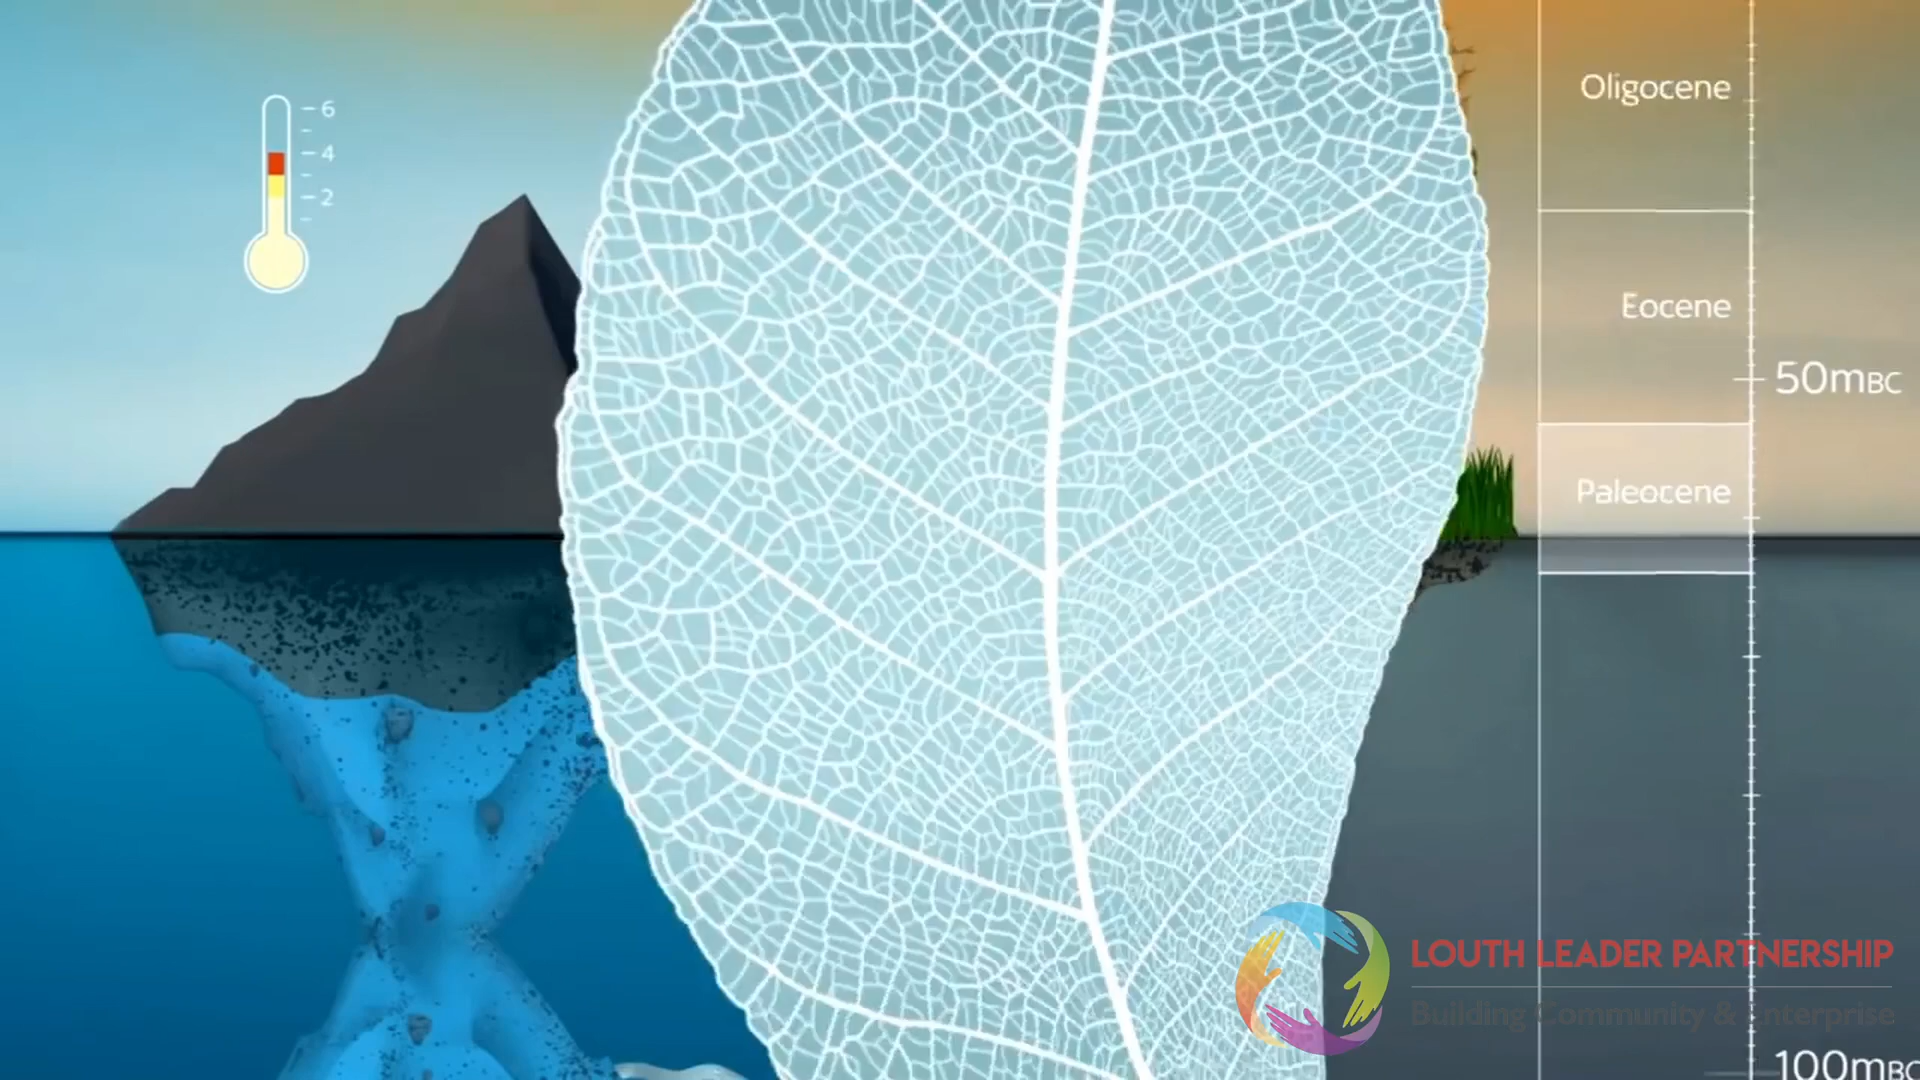 6
4
2
Oligocene
Eocene
50mBC
Paleocene
LOUTH LEADER PARTNERSHIP
Building Community & Enterprise
100mBC